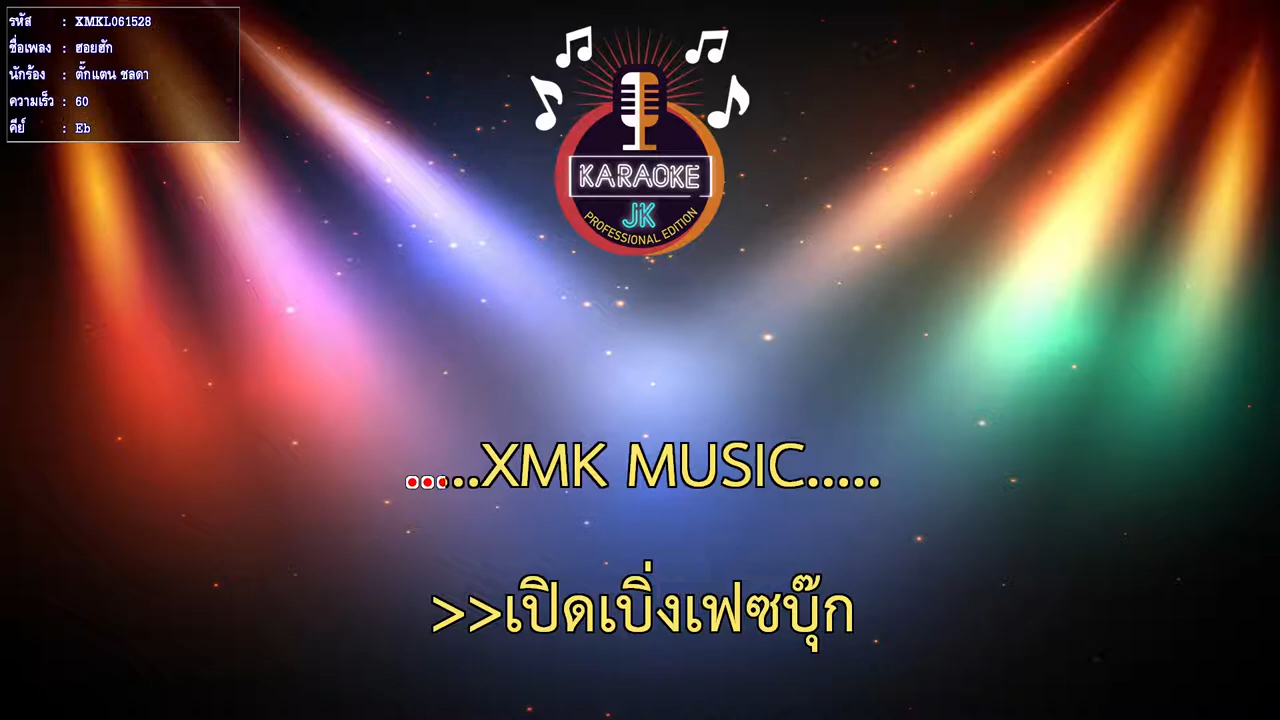 รหัส : XMKL061528
ชื่อเพลง : ฮอยฮัก
นักร้อง : ตั๊กแตน ชลดา
ความเร็ว : 60
คีย์ : Eb
KARAOKE
JK
PROFESSIONAL EDITION
.....XMK MUSIC.....
>>เปิดเบิ่งเฟซบุ๊ก